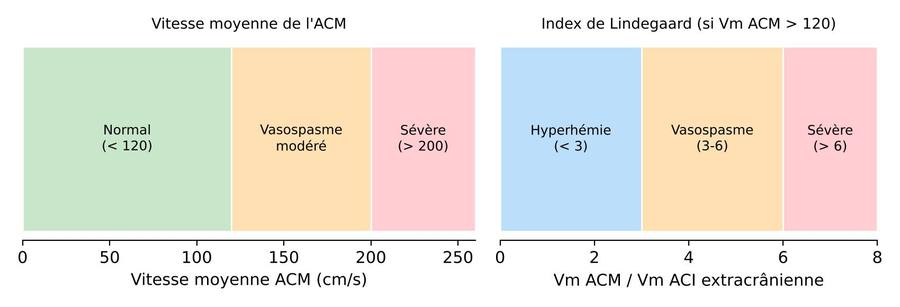 Vitesse moyenne de l'ACM
Normal
(< 120)
Vasospasme
modéré
Sévère
(> 200)
0 50 100 150 200 250
Vitesse moyenne ACM (cm/s)
Index de Lindegaard (si Vm ACM > 120)
Hyperhémie
(< 3)
Vasospasme
(3-6)
Sévère
(> 6)
0 2 4 6 8
Vm ACM / Vm ACI extracrânienne